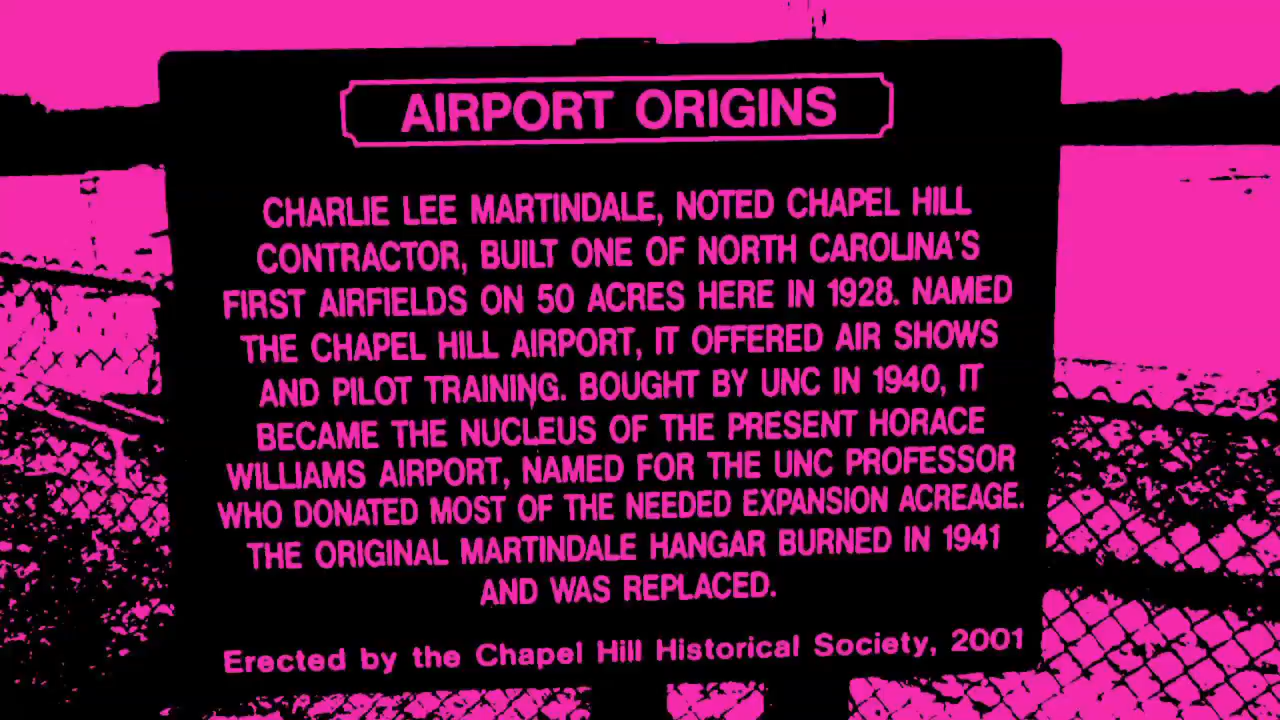 AIRPORT ORIGINS
CHARLIE LEE MARTINDALE, NOTED CHAPEL HILL
CONTRACTOR, BUILT ONE OF NORTH CAROLINA'S
FIRST AIRFIELDS ON 50 ACRES HERE IN 1928. NAMED
THE CHAPEL HILL AIRPORT, IT OFFERED AIR SHOWS
AND PILOT TRAINING. BOUGHT BY UNC IN 1940, IT
BECAME THE NUCLEUS OF THE PRESENT HORACE
WILLIAMS AIRPORT, NAMED FOR THE UNC PROFESSOR
WHO DONATED MOST OF THE NEEDED EXPANSION ACREAGE.
THE ORIGINAL MARTINDALE HANGAR BURNED IN 1941
AND WAS REPLACED.
Erected by the Chapel Hill Historical Society, 2001